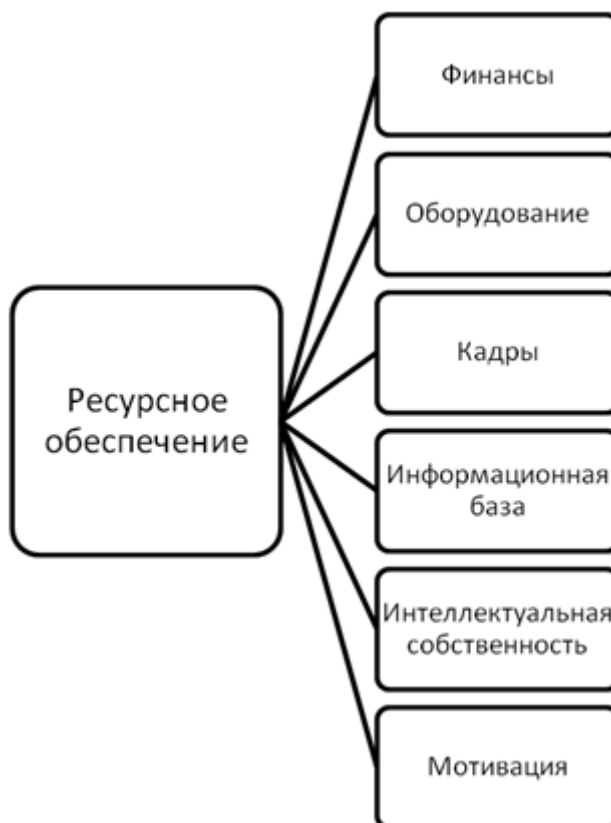 Финансы
Оборудование
Кадры
Ресурсное
обеспечение
Информационная
база
Интеллектуальная
собственность
Мотивация